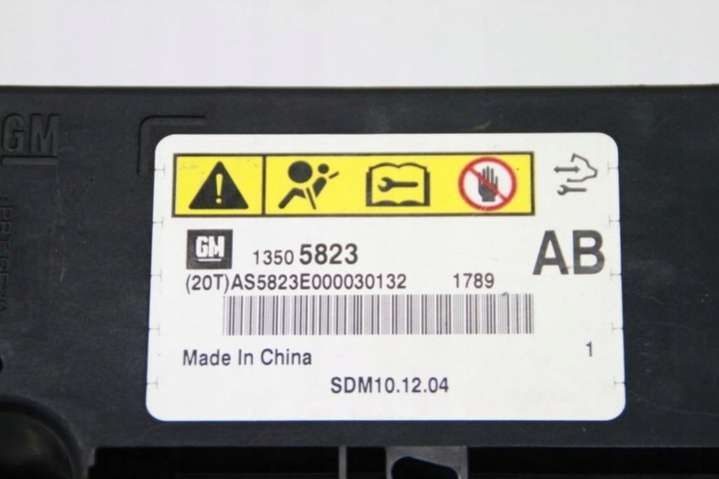 GM
GM 1350 5823 AB
(20T)AS5823E000030132 1789
Made In China 1
SDM10.12.04